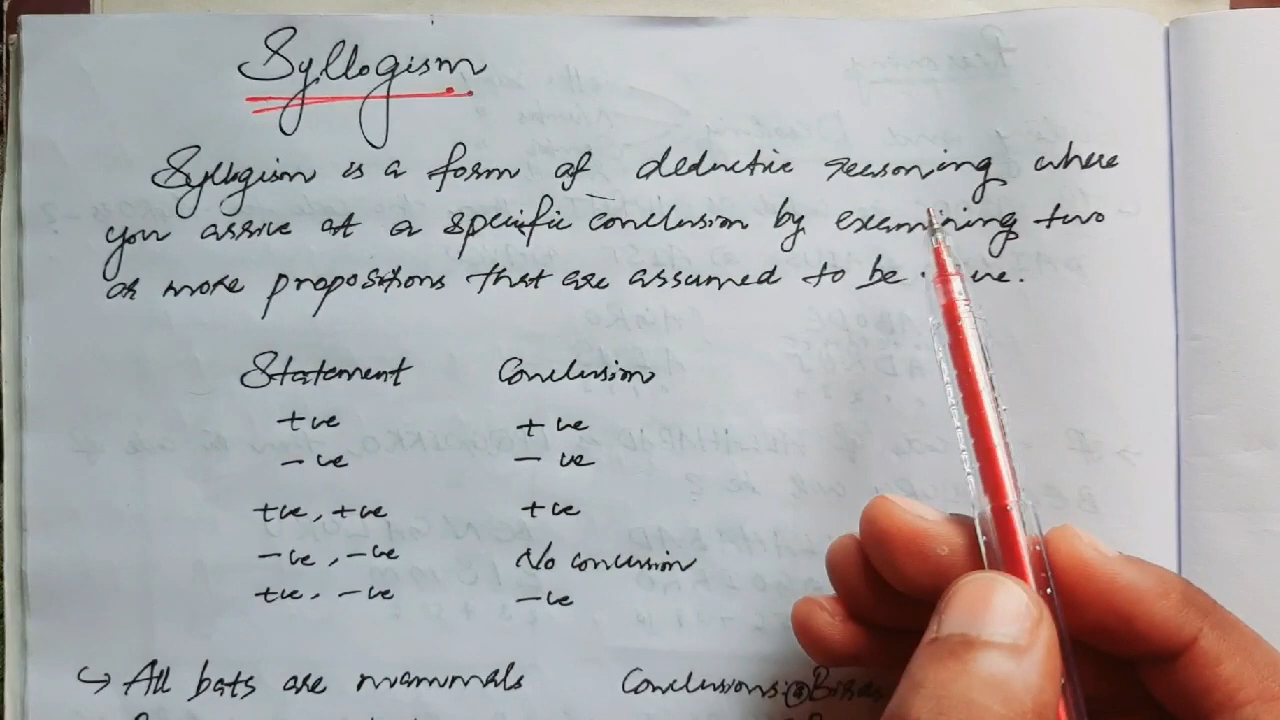 Syllogism
Syllogism is a form of deductive reasoning where
you arrive at a specific conclusion by examining two
or more propositions that are assumed to be
Statement Conclusion
+ve +ve
-ve -ve
+ve, +ve +ve
-ve, -ve No conclusion
+ve, -ve -ve
↳ All bats are mammals Conclusions: